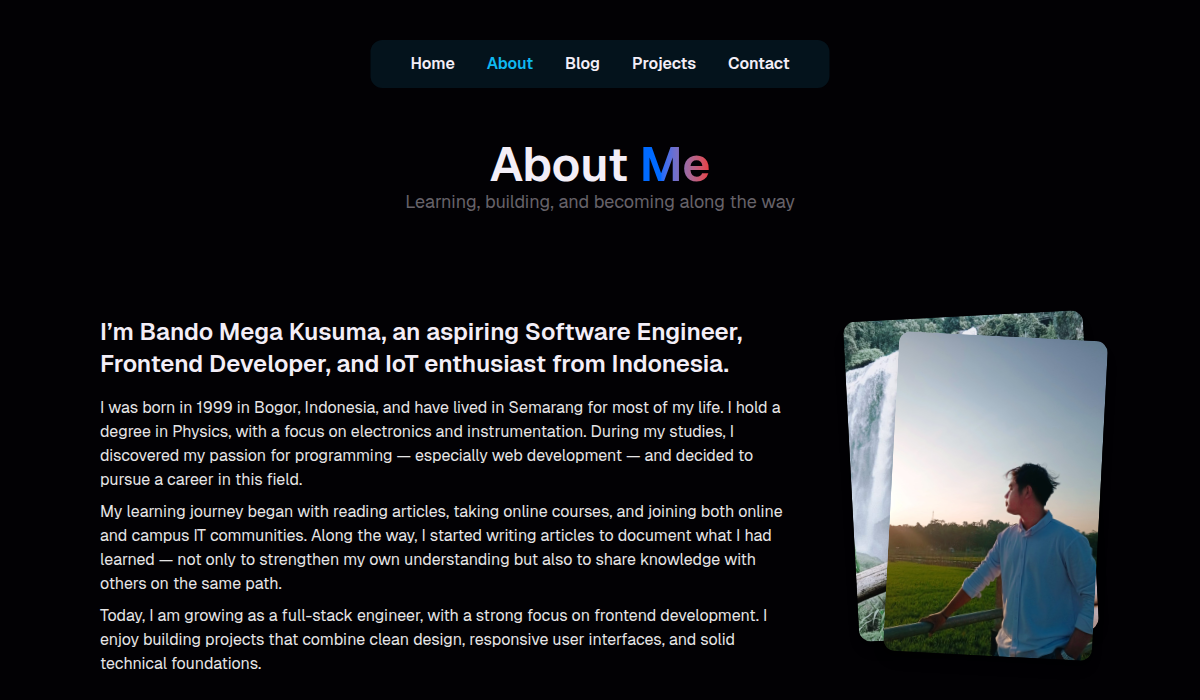 Home About Blog Projects Contact
About Me
Learning, building, and becoming along the way
I’m Bando Mega Kusuma, an aspiring Software Engineer,
Frontend Developer, and IoT enthusiast from Indonesia.
I was born in 1999 in Bogor, Indonesia, and have lived in Semarang for most of my life. I hold a
degree in Physics, with a focus on electronics and instrumentation. During my studies, I
discovered my passion for programming — especially web development — and decided to
pursue a career in this field.
My learning journey began with reading articles, taking online courses, and joining both online
and campus IT communities. Along the way, I started writing articles to document what I had
learned — not only to strengthen my own understanding but also to share knowledge with
others on the same path.
Today, I am growing as a full-stack engineer, with a strong focus on frontend development. I
enjoy building projects that combine clean design, responsive user interfaces, and solid
technical foundations.